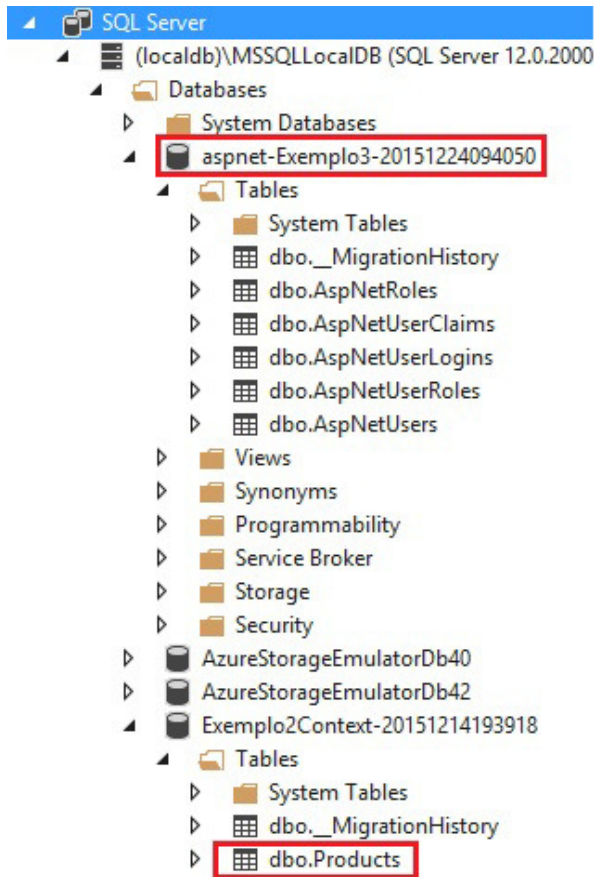 SQL Server
(localdb)\MSSQLLocalDB (SQL Server 12.0.2000
Databases
System Databases
aspnet-Exemplo3-20151224094050
Tables
System Tables
dbo.__MigrationHistory
dbo.AspNetRoles
dbo.AspNetUserClaims
dbo.AspNetUserLogins
dbo.AspNetUserRoles
dbo.AspNetUsers
Views
Synonyms
Programmability
Service Broker
Storage
Security
AzureStorageEmulatorDb40
AzureStorageEmulatorDb42
Exemplo2Context-20151214193918
Tables
System Tables
dbo.__MigrationHistory
dbo.Products